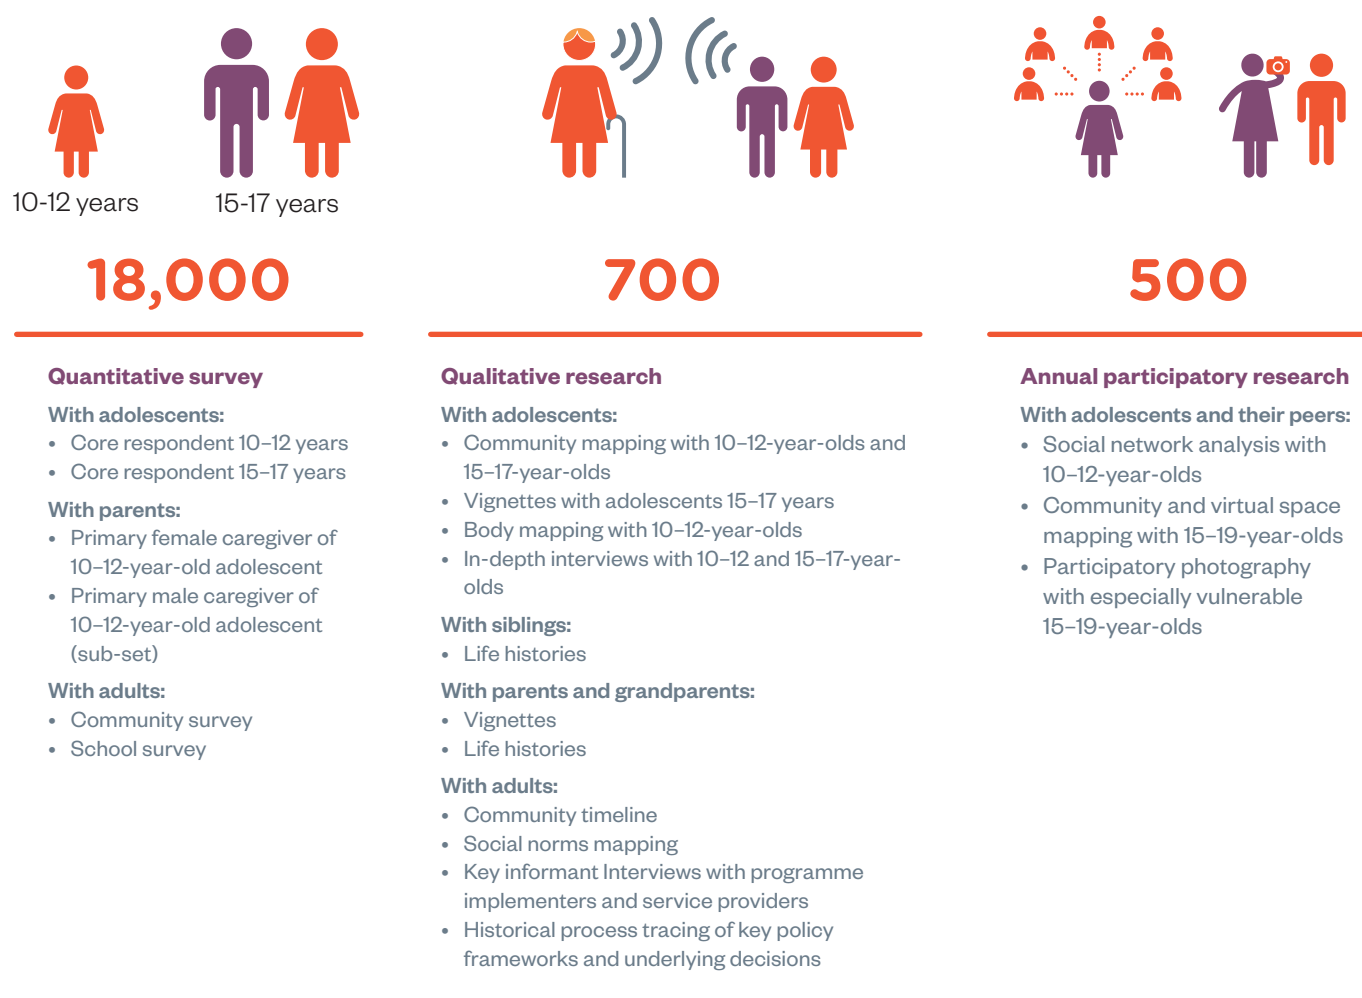 10-12 years
15-17 years
18,000
Quantitative survey
With adolescents:
• Core respondent 10–12 years
• Core respondent 15–17 years
With parents:
• Primary female caregiver of
10–12-year-old adolescent
• Primary male caregiver of
10–12-year-old adolescent
(sub-set)
With adults:
• Community survey
• School survey
700
Qualitative research
With adolescents:
• Community mapping with 10–12-year-olds and
15–17-year-olds
• Vignettes with adolescents 15–17 years
• Body mapping with 10–12-year-olds
• In-depth interviews with 10–12 and 15–17-year-
olds
With siblings:
• Life histories
With parents and grandparents:
• Vignettes
• Life histories
With adults:
• Community timeline
• Social norms mapping
• Key informant Interviews with programme
implementers and service providers
• Historical process tracing of key policy
frameworks and underlying decisions
500
Annual participatory research
With adolescents and their peers:
• Social network analysis with
10–12-year-olds
• Community and virtual space
mapping with 15–19-year-olds
• Participatory photography
with especially vulnerable
15–19-year-olds